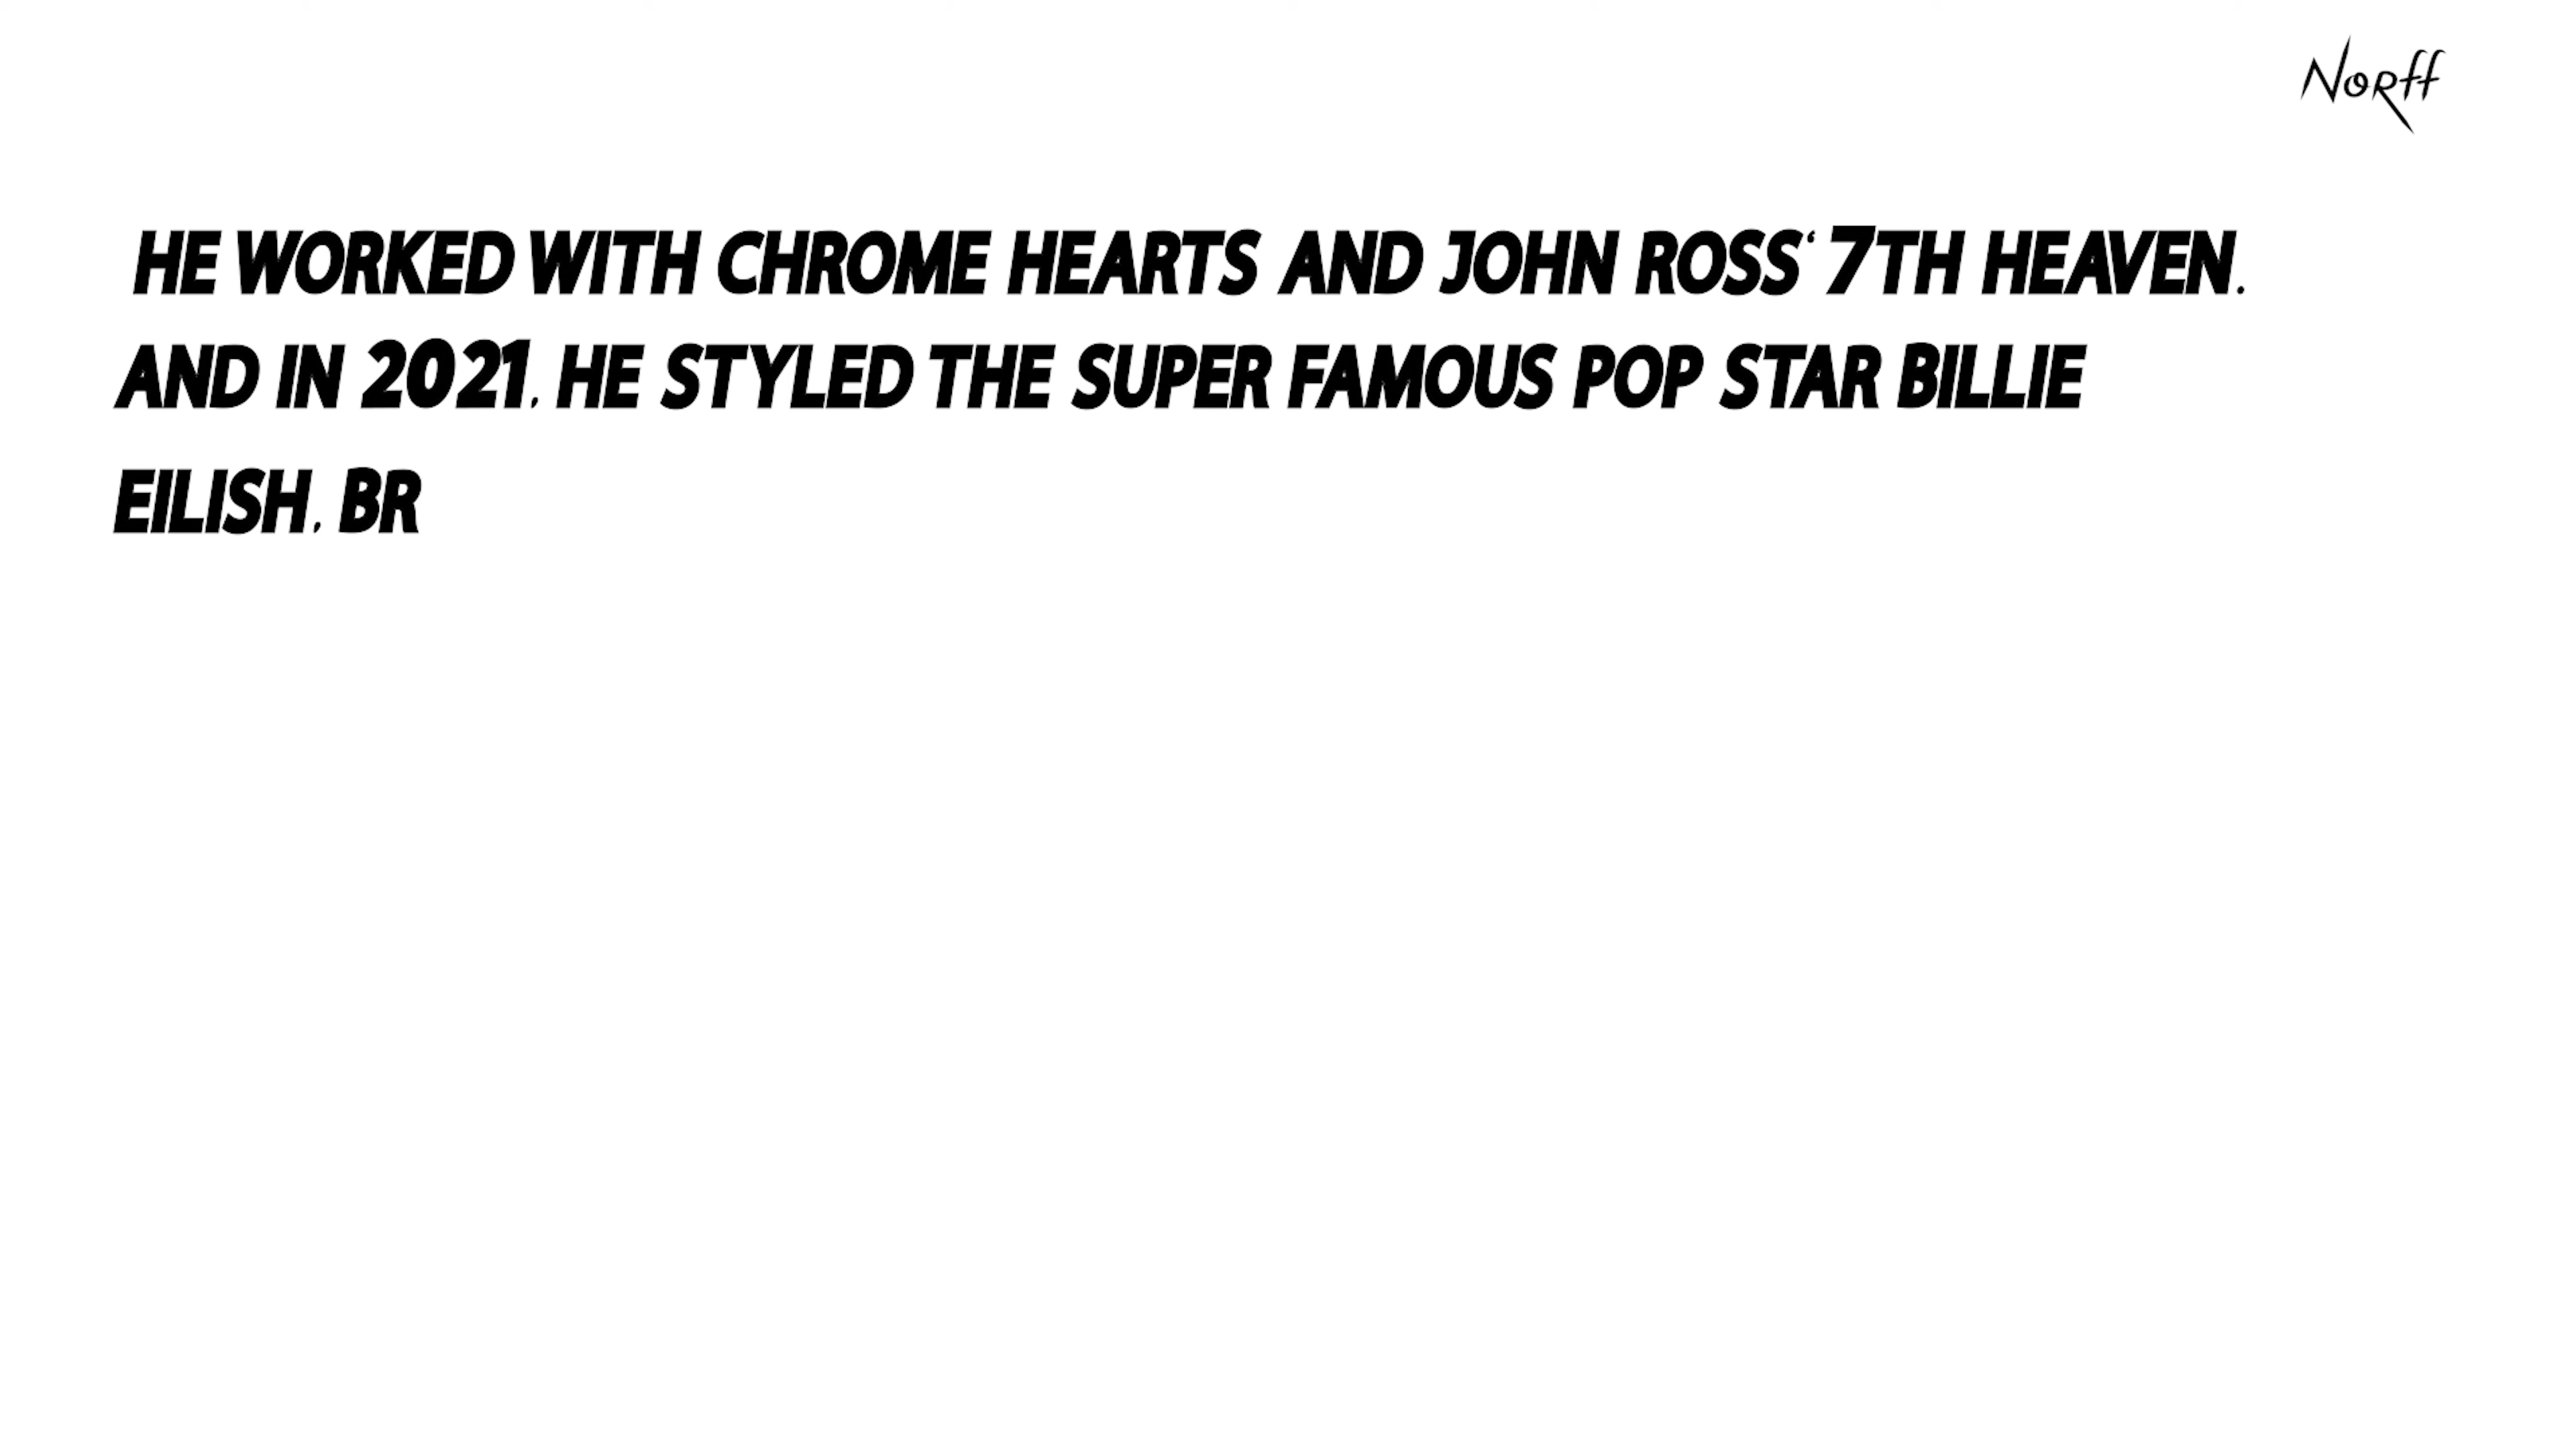 Norff
HE WORKED WITH CHROME HEARTS AND JOHN ROSS‘ 7TH HEAVEN.
AND IN 2021, HE STYLED THE SUPER FAMOUS POP STAR BILLIE
EILISH, BR